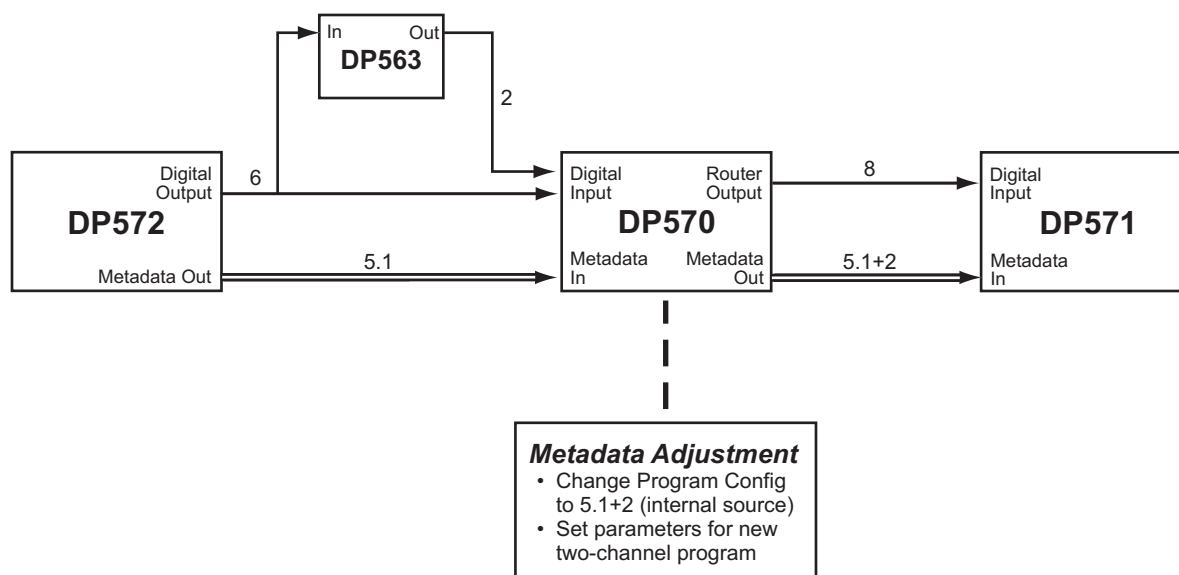 In
Out
DP563
2
Digital
Output
6
DP572
5.1
Metadata Out
Digital
Input
Router
Output
DP570
Metadata
In
Metadata
Out
8
5.1+2
Digital
Input
DP571
Metadata
In
Metadata Adjustment
• Change Program Config
to 5.1+2 (internal source)
• Set parameters for new
two-channel program